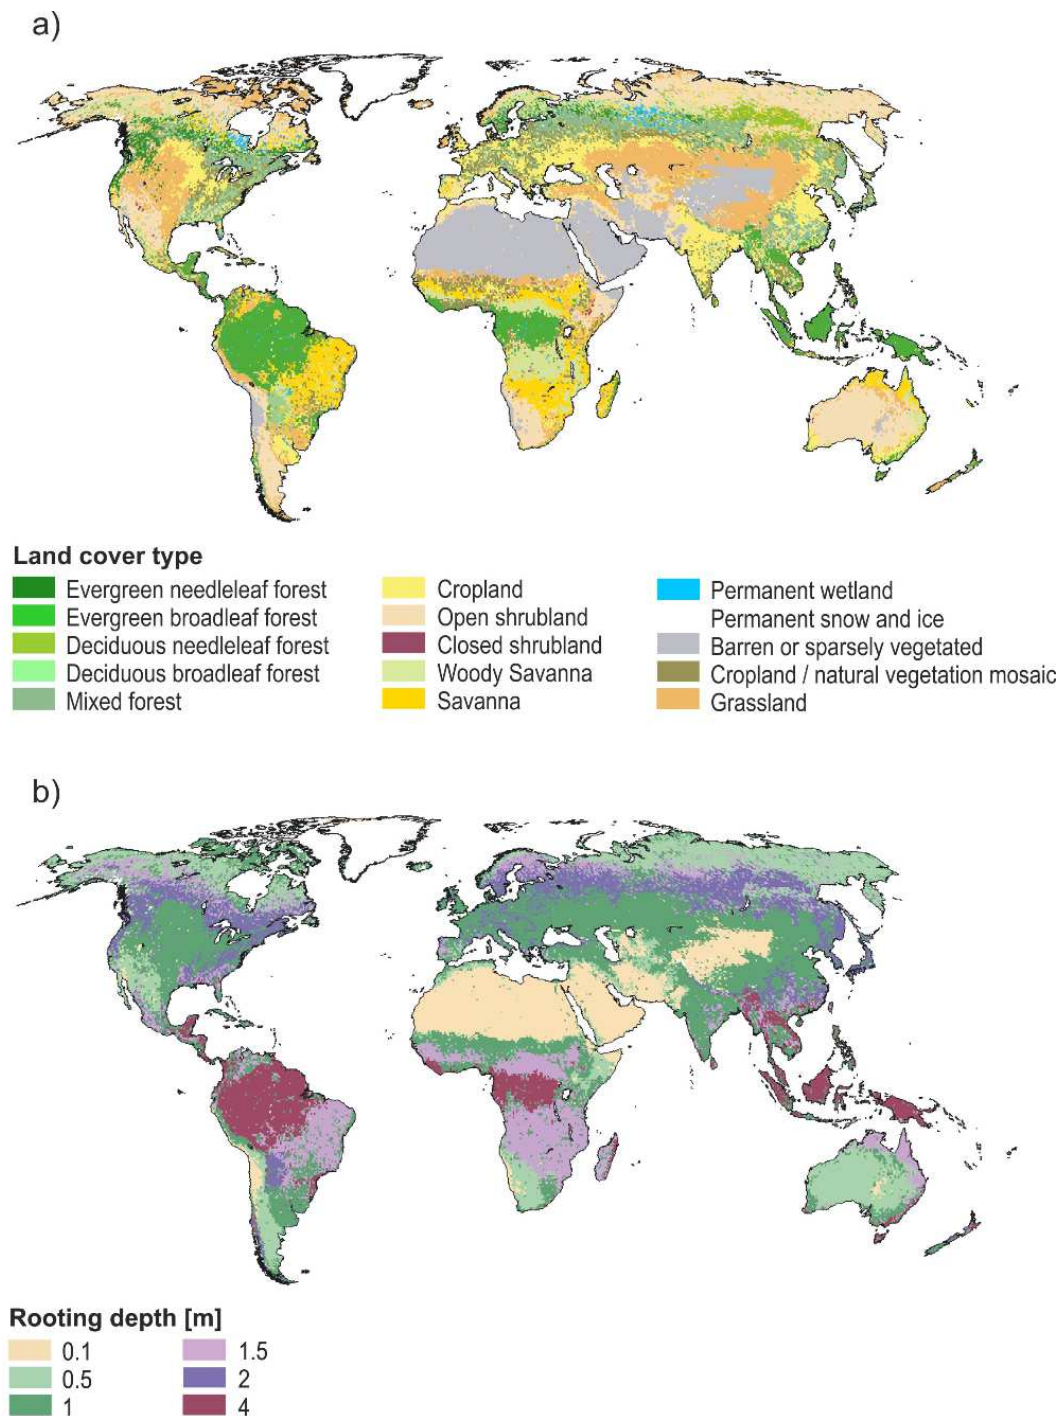 a)
Land cover type
Evergreen needleleaf forest
Evergreen broadleaf forest
Deciduous needleleaf forest
Deciduous broadleaf forest
Mixed forest
Cropland
Open shrubland
Closed shrubland
Woody Savanna
Savanna
Permanent wetland
Permanent snow and ice
Barren or sparsely vegetated
Cropland / natural vegetation mosaic
Grassland
b)
Rooting depth [m]
0.1
0.5
1
1.5
2
4